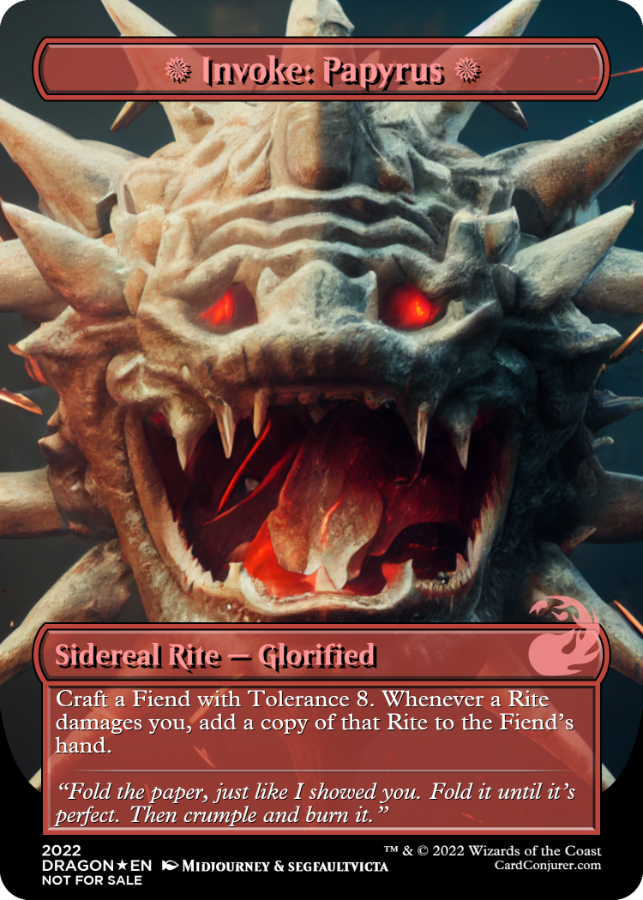 Invoke: Papyrus
Sidereal Rite — Glorified
Craft a Fiend with Tolerance 8. Whenever a Rite
damages you, add a copy of that Rite to the Fiend's
hand.
“Fold the paper, just like I showed you. Fold it until it's
perfect. Then crumple and burn it.”
2022
DRAGON★EN Midjourney & segfaultvicta
NOT FOR SALE
™ & © 2022 Wizards of the Coast
CardConjurer.com